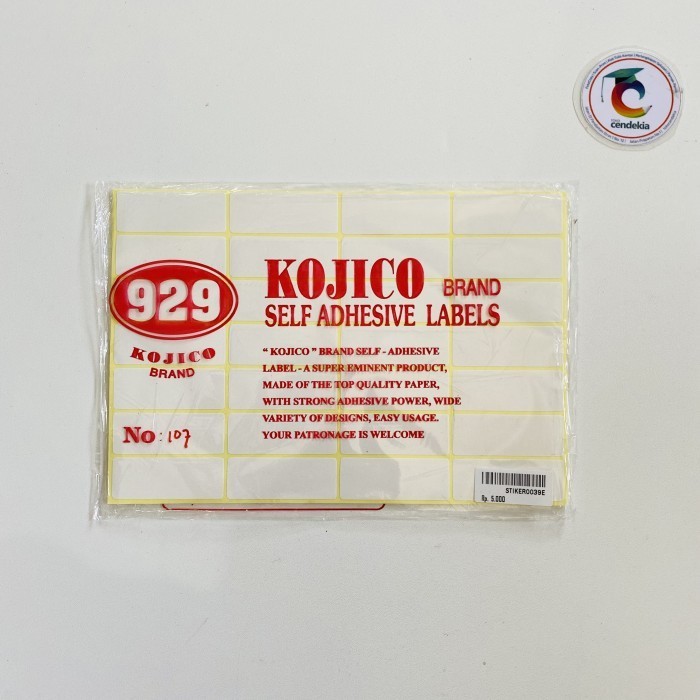 cendekia
929
KOJICO
BRAND
KOJICO BRAND
SELF ADHESIVE LABELS
“ KOJICO ” BRAND SELF - ADHESIVE
LABEL - A SUPER EMINENT PRODUCT,
MADE OF THE TOP QUALITY PAPER,
WITH STRONG ADHESIVE POWER, WIDE
VARIETY OF DESIGNS, EASY USAGE.
YOUR PATRONAGE IS WELCOME
No : 107
STIKER0039E
Rp. 5.000